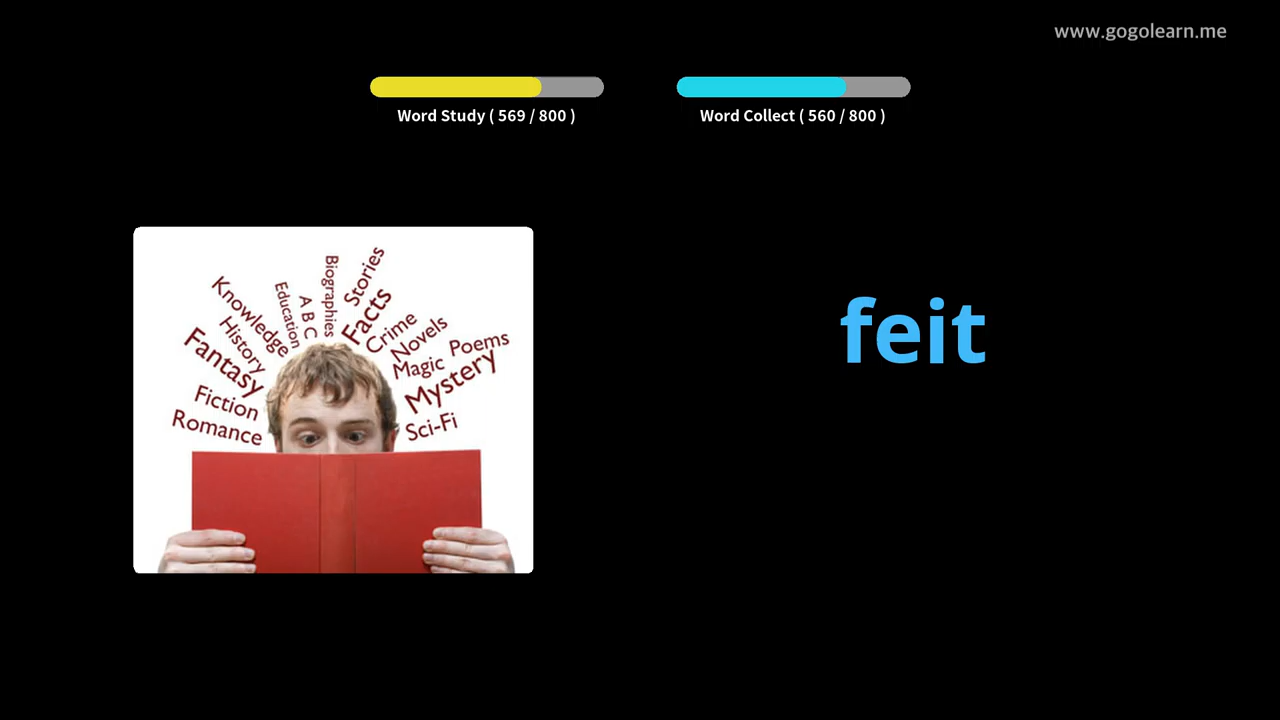 www.gogolearn.me
Word Study ( 569 / 800 )
Word Collect ( 560 / 800 )
feit
Biographies
Stories
Education
A B C
Facts
Knowledge
Crime
History
Novels
Poems
Fantasy
Magic
Mystery
Fiction
Romance
Sci-Fi